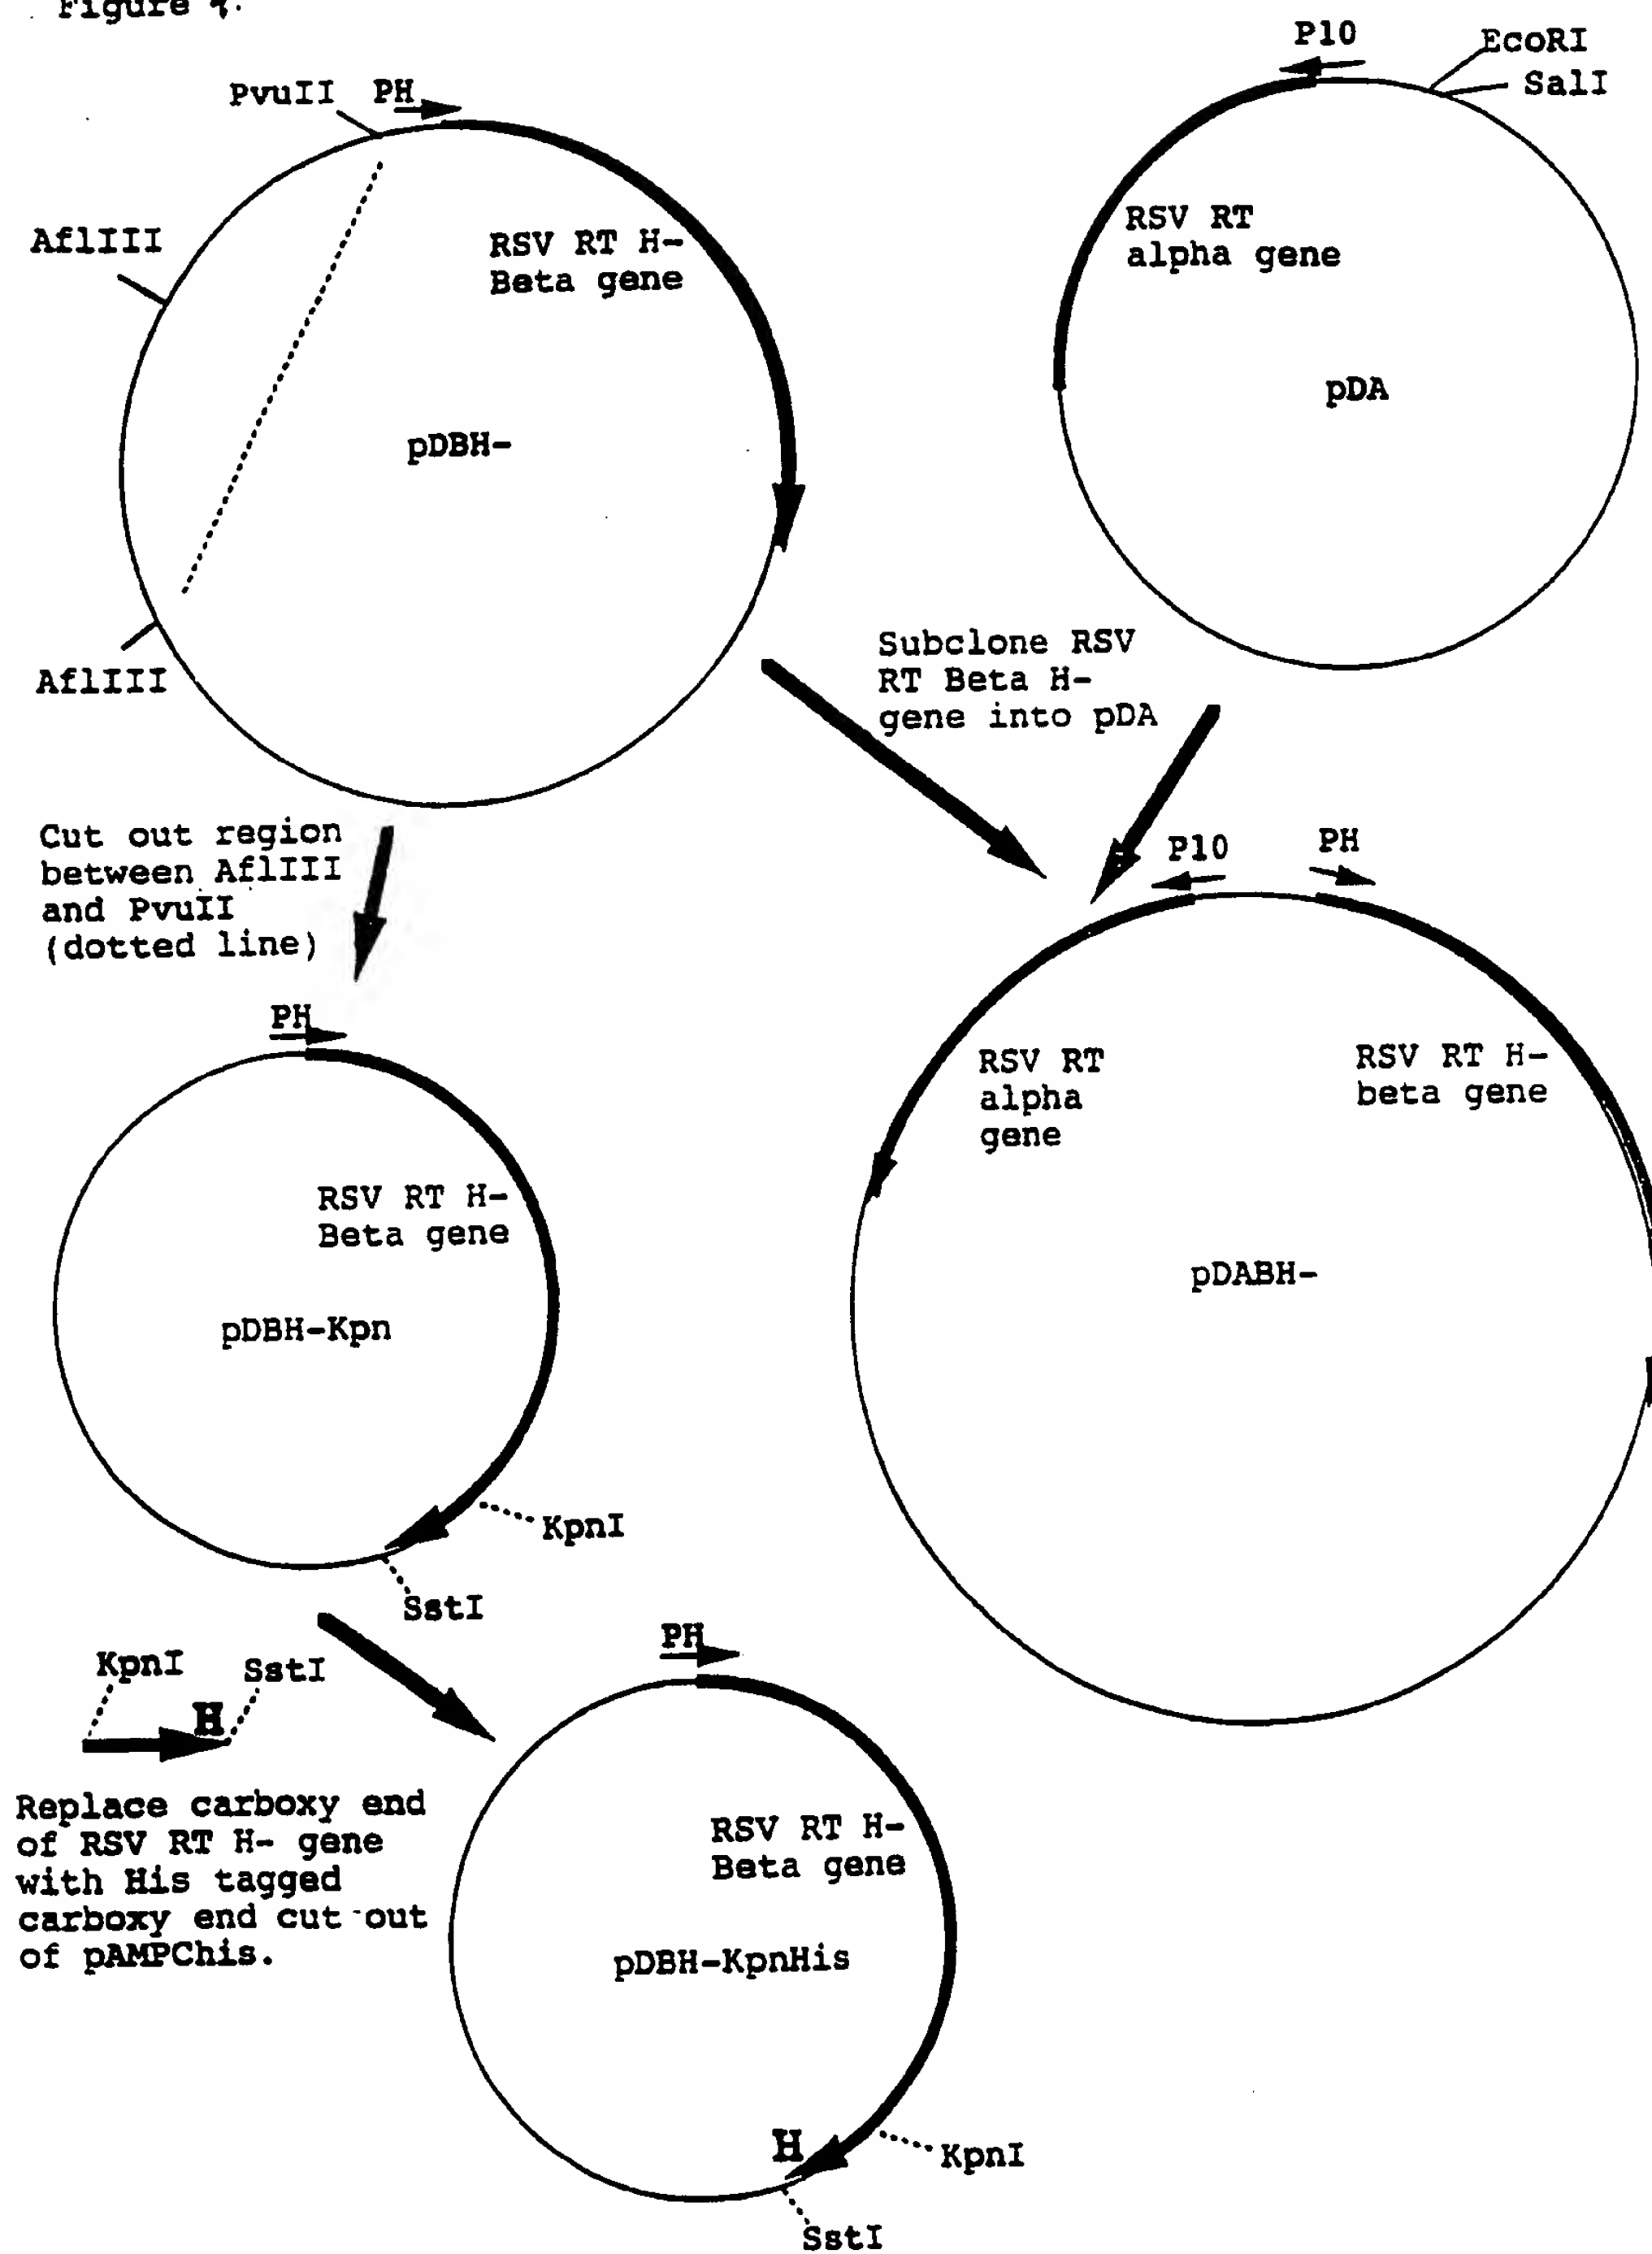 Figure
PvuII
PH
AflIII
RSV RT H-
Beta gene
pDBH-
AflIII
P10
EcoRI
SalI
RSV RT
alpha gene
pDA
Subclone RSV
RT Beta H-
gene into pDA
Cut out region
between AflIII
and PvuII
(dotted line)
P10
PH
RSV RT
alpha
gene
RSV RT H-
beta gene
pDABH-
PH
RSV RT H-
Beta gene
pDBH-Kpn
KpnI
SstI
KpnI
SstI
H
Replace carboxy end
of RSV RT H- gene
with His tagged
carboxy end cut out
of pAMPChis.
PH
RSV RT H-
Beta gene
pDBH-KpnHis
H
KpnI
SstI